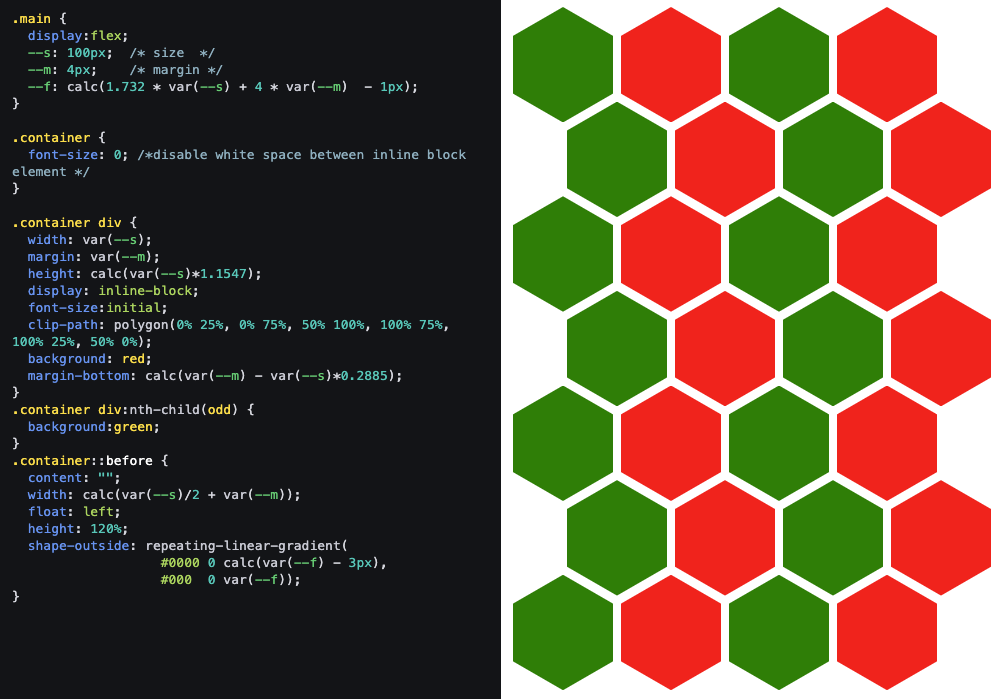 .main {
  display:flex;
  --s: 100px;  /* size  */
  --m: 4px;    /* margin */
  --f: calc(1.732 * var(--s) + 4 * var(--m)  - 1px);
}

.container {
  font-size: 0; /*disable white space between inline block
element */
}

.container div {
  width: var(--s);
  margin: var(--m);
  height: calc(var(--s)*1.1547);
  display: inline-block;
  font-size:initial;
  clip-path: polygon(0% 25%, 0% 75%, 50% 100%, 100% 75%,
100% 25%, 50% 0%);
  background: red;
  margin-bottom: calc(var(--m) - var(--s)*0.2885);
}
.container div:nth-child(odd) {
  background:green;
}
.container::before {
  content: "";
  width: calc(var(--s)/2 + var(--m));
  float: left;
  height: 120%;
  shape-outside: repeating-linear-gradient(
                   #0000 0 calc(var(--f) - 3px),
                   #000  0 var(--f));
}